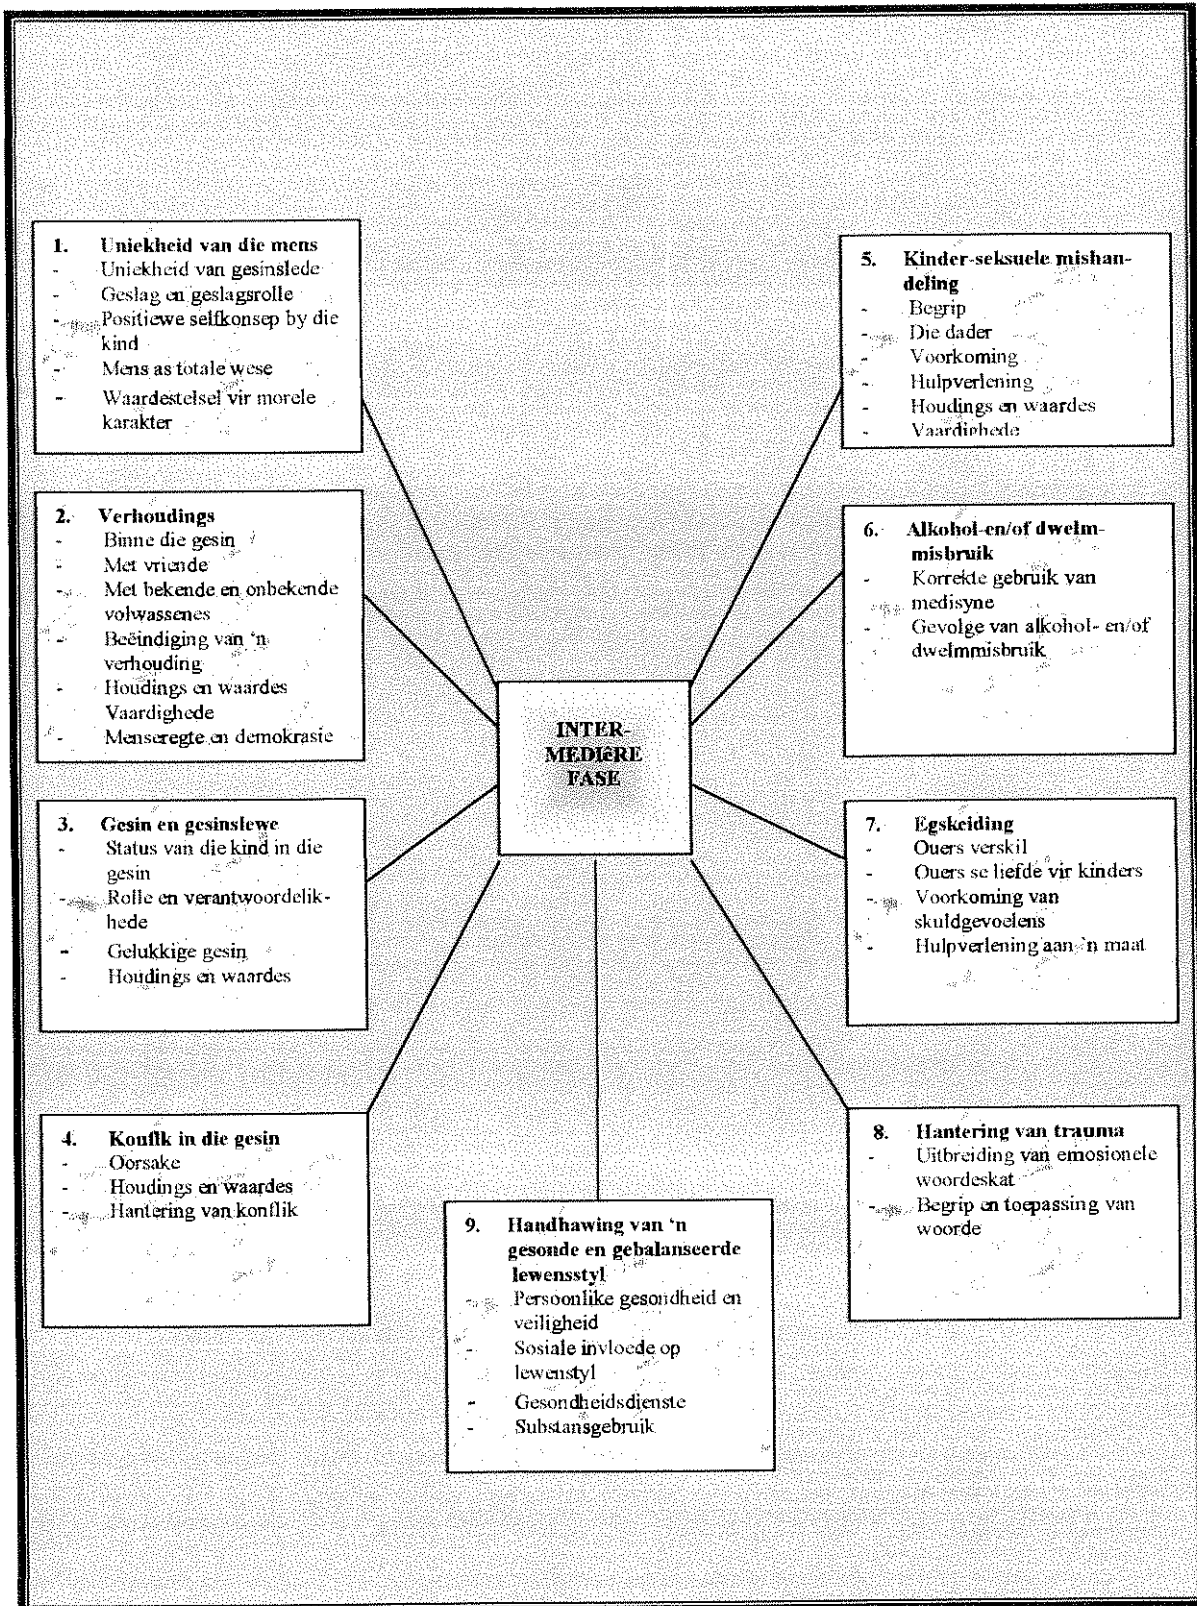 1. Uniekheid van die mens
- Uniekheid van gesinslede
- Geslag en geslagsrolle
- Positiewe selfkonsep by die
kind
- Mens as totale wese
- Waardestelsel vir morele
karakter
2. Verhoudings
- Binne die gesin
- Met vriende
- Met bekende en onbekende
volwassenes
- Beëindiging van ‘n
verhouding
- Houdings en waardes
Vaardighede
- Menseregte en demokrasie
3. Gesin en gesinslewe
- Status van die kind in die
gesin
- Rolle en verantwoordelik-
hede
- Gelukkige gesin
- Houdings en waardes
4. Konflik in die gesin
- Oorsake
- Houdings en waardes
- Hantering van konflik
INTER-
MEDIêRE
FASE
5. Kinder-seksuele mishan-
deling
- Begrip
- Die dader
- Voorkoming
- Hulpverlening
- Houdings en waardes
- Vaardighede
6. Alkohol-en/of dwelm-
misbruik
- Korrekte gebruik van
medisyne
- Gevolge van alkohol- en/of
dwelmmisbruik
7. Egskeiding
- Ouers verskil
- Ouers se liefde vir kinders
- Voorkoming van
skuldgevoelens
- Hulpverlening aan ‘n maat
8. Hantering van trauma
- Uitbreiding van emosionele
woordeskat
- Begrip en toepassing van
woorde
9. Handhawing van ‘n
gesonde en gebalanseerde
lewensstyl
- Persoonlike gesondheid en
veiligheid
- Sosiale invloede op
lewenstyl
- Gesondheidsdienste
- Substansgebruik